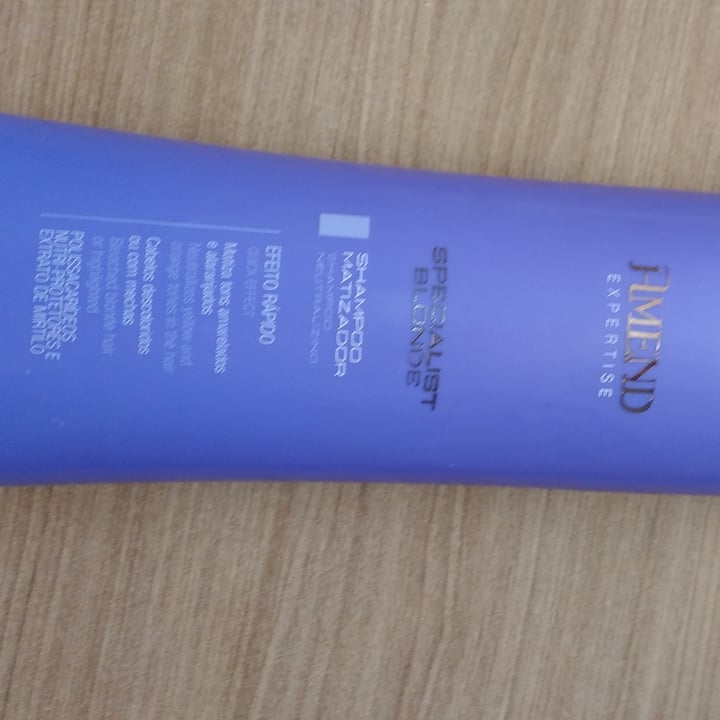 AMEND
EXPERTISE
SPECIALIST
BLONDE
SHAMPOO
MATIZADOR
SHAMPOO
NEUTRALIZING
EFEITO RÁPIDO
QUICK EFFECT
Matiza tons amarelados
e alaranjados
Neutralizes yellow and
orange tones in the hair
Cabelos descoloridos
ou com mechas
Bleached blonde hair
or highlighted
POLISSACARÍDEOS
NUTRI-PROTETORES E
EXTRATO DE MIRTILO